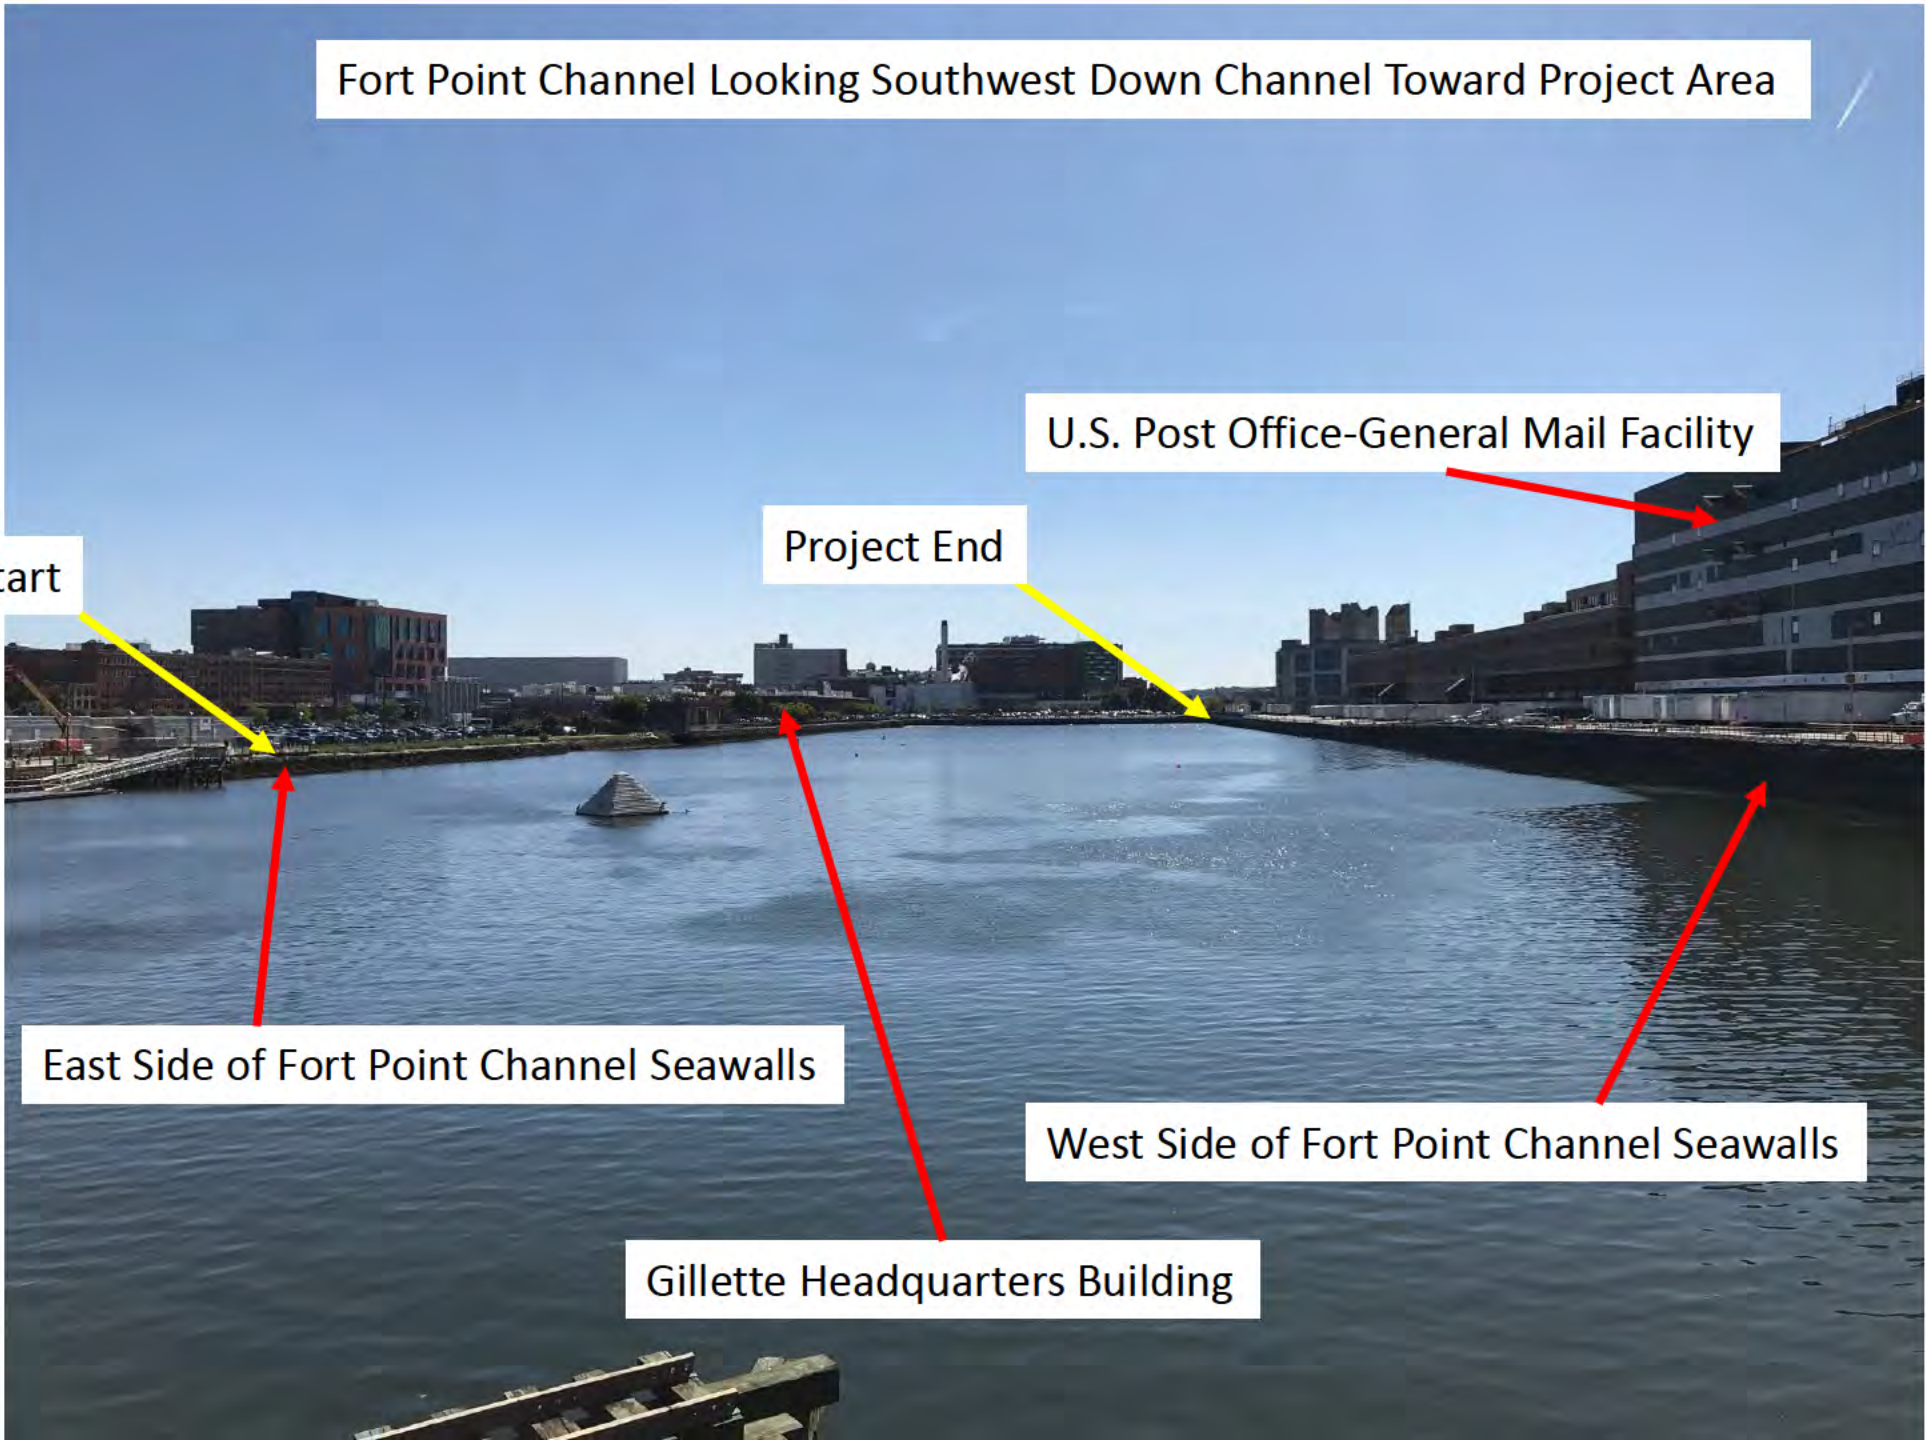 Fort Point Channel Looking Southwest Down Channel Toward Project Area
U.S. Post Office-General Mail Facility
Project End
tart
East Side of Fort Point Channel Seawalls
West Side of Fort Point Channel Seawalls
Gillette Headquarters Building